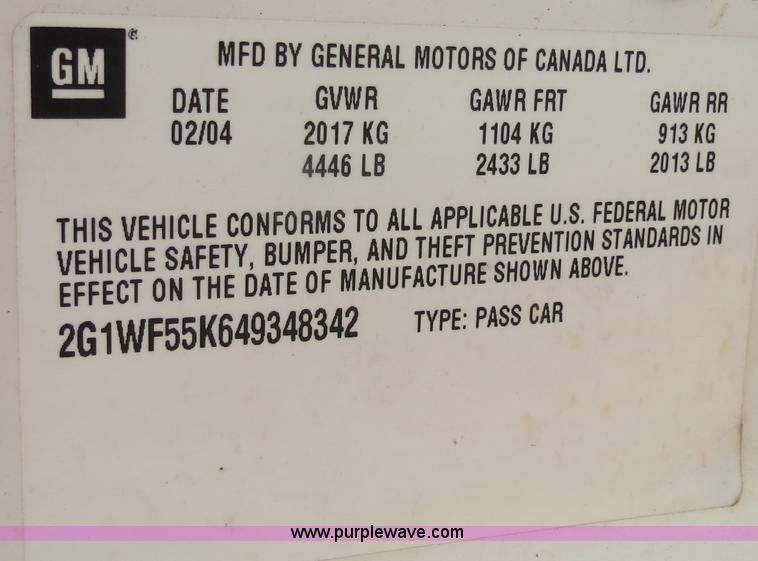 GM
MFD BY GENERAL MOTORS OF CANADA LTD.
DATE GVWR GAWR FRT GAWR RR
02/04 2017 KG 1104 KG 913 KG
4446 LB 2433 LB 2013 LB
THIS VEHICLE CONFORMS TO ALL APPLICABLE U.S. FEDERAL MOTOR
VEHICLE SAFETY, BUMPER, AND THEFT PREVENTION STANDARDS IN
EFFECT ON THE DATE OF MANUFACTURE SHOWN ABOVE.
2G1WF55K649348342 TYPE: PASS CAR
www.purplewave.com